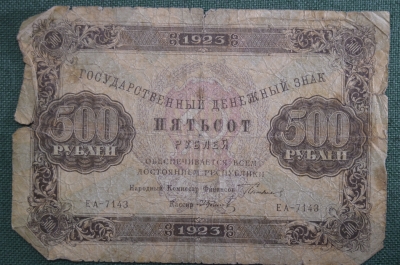 1923
ГОСУДАРСТВЕННЫЙ ДЕНЕЖНЫЙ ЗНАК
500 РУБЛЕЙ
ПЯТЬСОТ
РУБЛЕЙ
500 РУБЛЕЙ
ОБЕСПЕЧИВАЕТСЯ ВСЕМ
ДОСТОЯНИЕМ РЕСПУБЛИКИ
Народный Комиссар Финансов
ЕА-7143
Кассир
ЕА-7143
1923